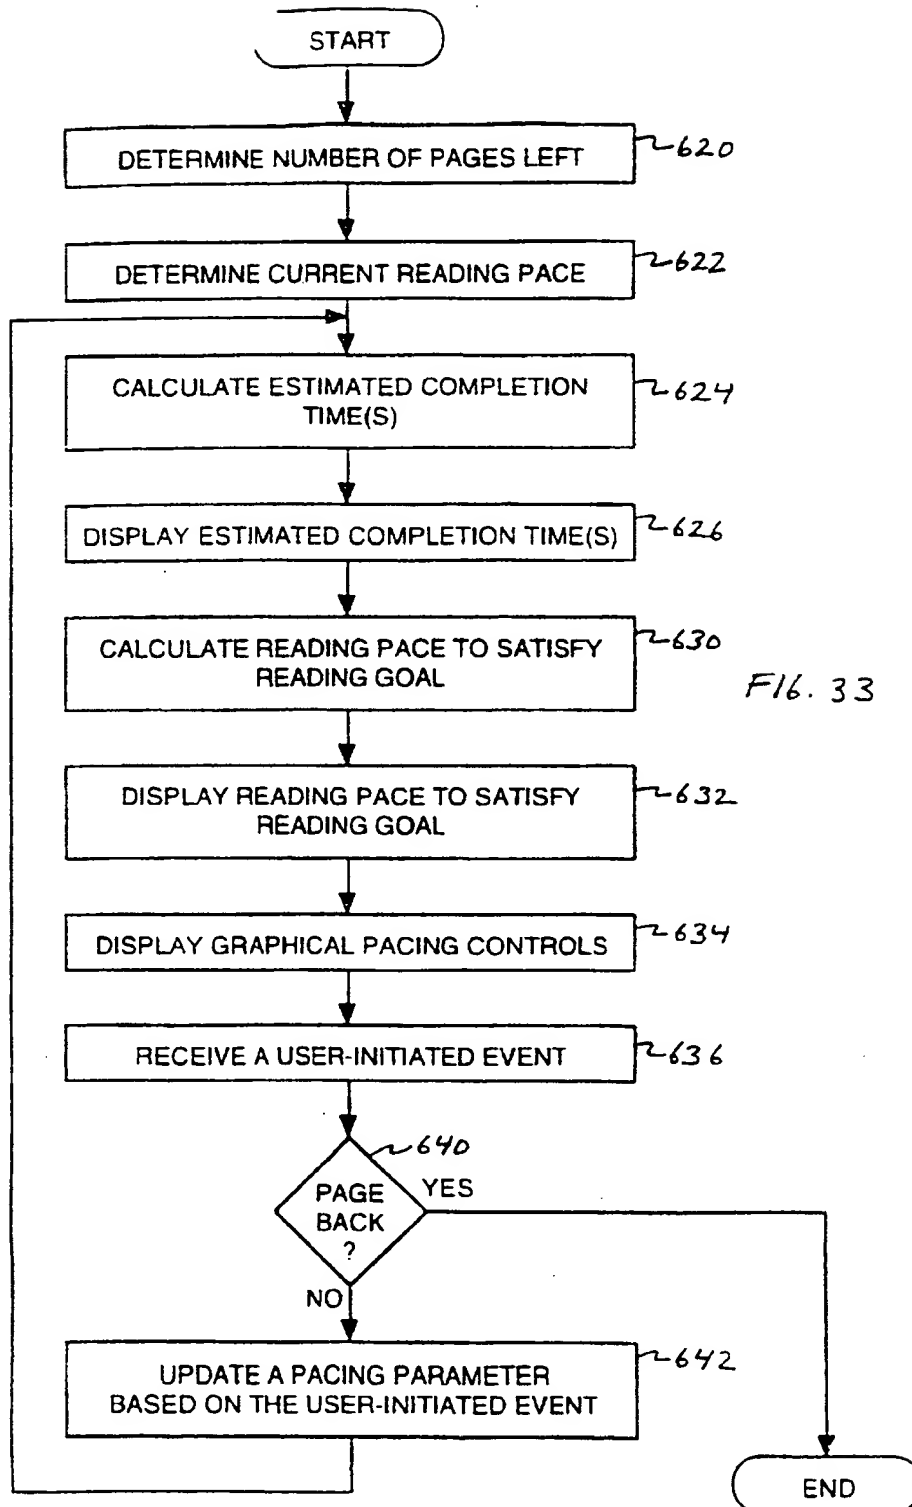 START
DETERMINE NUMBER OF PAGES LEFT
620
DETERMINE CURRENT READING PACE
622
CALCULATE ESTIMATED COMPLETION
TIME(S)
624
DISPLAY ESTIMATED COMPLETION TIME(S)
626
CALCULATE READING PACE TO SATISFY
READING GOAL
630
FIG. 33
DISPLAY READING PACE TO SATISFY
READING GOAL
632
DISPLAY GRAPHICAL PACING CONTROLS
634
RECEIVE A USER-INITIATED EVENT
636
640
PAGE
BACK
?
YES
NO
UPDATE A PACING PARAMETER
BASED ON THE USER-INITIATED EVENT
642
END